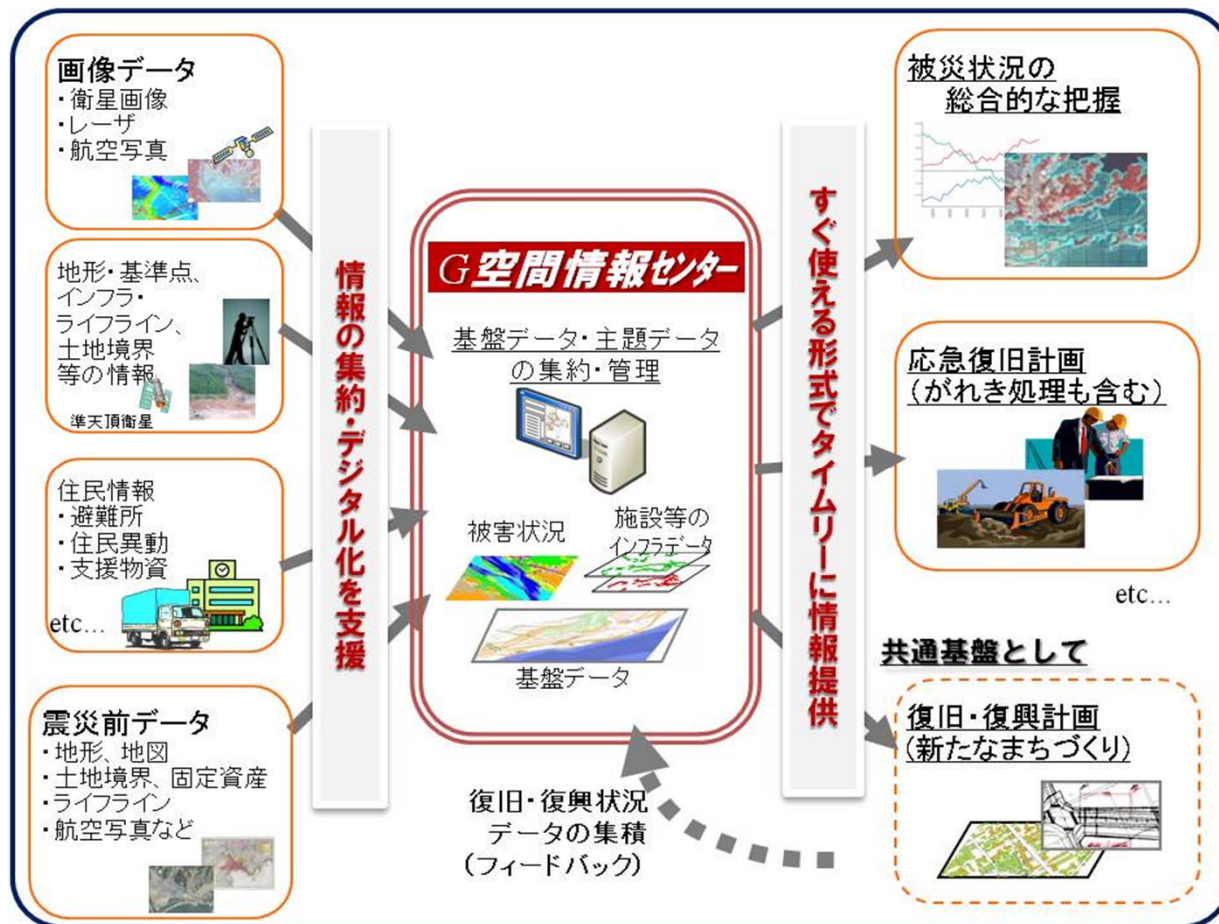 画像データ
・衛星画像
・レーザ
・航空写真
地形・基準点、
インフラ・
ライフライン、
土地境界
等の情報
準天頂衛星
住民情報
・避難所
・住民異動
・支援物資
etc…
震災前データ
・地形、地図
・土地境界、固定資産
・ライフライン
・航空写真など
情報の集約・デジタル化を支援
G空間情報センター
基盤データ・主題データ
の集約・管理
被害状況
施設等の
インフラデータ
基盤データ
復旧・復興状況
データの集積
(フィードバック)
すぐ使える形式でタイムリーに情報提供
被災状況の
総合的な把握
応急復旧計画
(がれき処理も含む)
etc…
共通基盤として
復旧・復興計画
(新たなまちづくり)